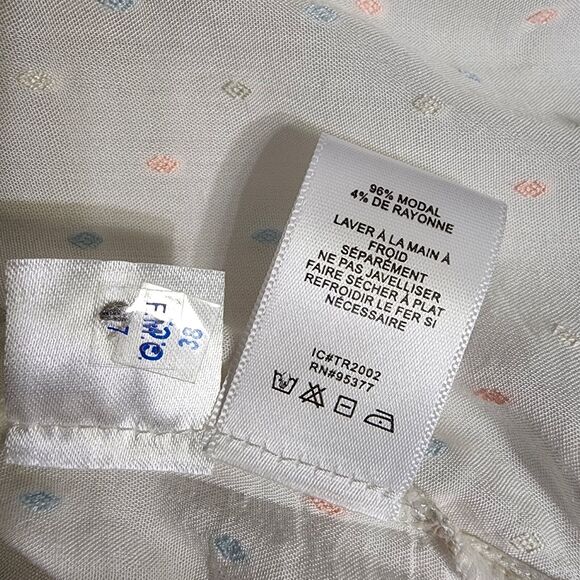 96% MODAL
4% DE RAYONNE
LAVER À LA MAIN À
FROID
SÉPARÉMENT
NE PAS JAVELLISER
FAIRE SÉCHER À PLAT
REFROIDIR LE FER SI
NÉCESSAIRE
IC#TR2002
RN#95377
38
7